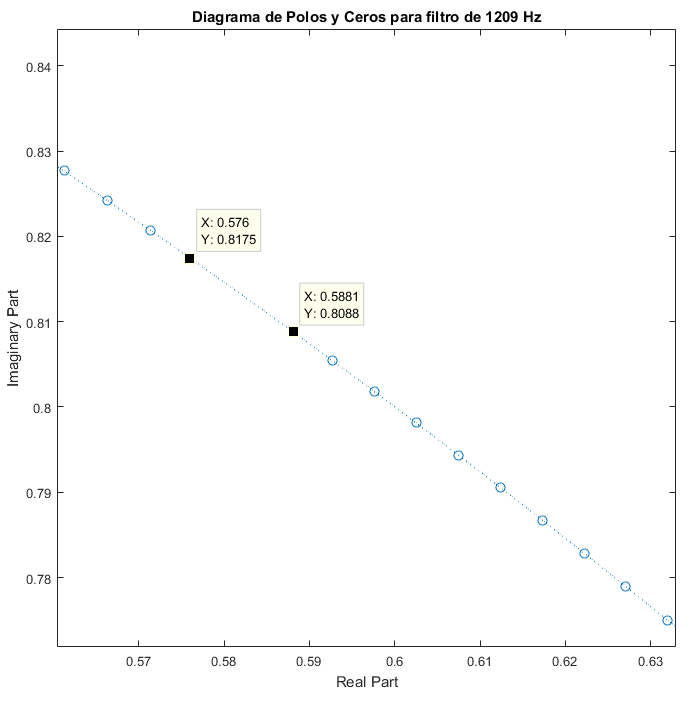 Diagrama de Polos y Ceros para filtro de 1209 Hz
0.84
0.83
0.82
0.81
0.8
0.79
0.78
Imaginary Part
X: 0.576
Y: 0.8175
X: 0.5881
Y: 0.8088
0.57
0.58
0.59
0.6
0.61
0.62
0.63
Real Part